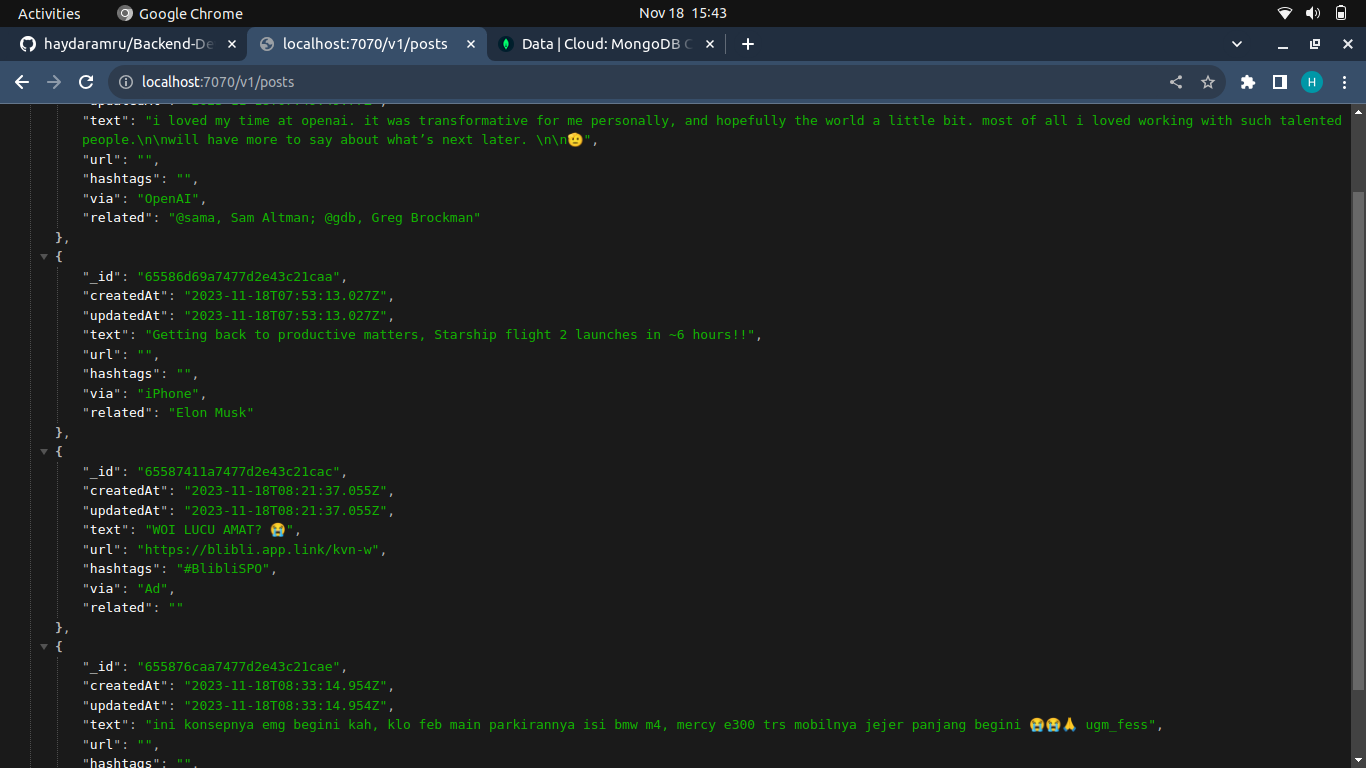 Activities
Google Chrome
Nov 18 15:43
haydaramru/Backend-De
localhost:7070/v1/posts
Data | Cloud: MongoDB C
localhost:7070/v1/posts
H
"text": "i loved my time at openai. it was transformative for me personally, and hopefully the world a little bit. most of all i loved working with such talented
people.\n\nwill have more to say about what’s next later. \n\n🫡",
"url": "",
"hashtags": "",
"via": "OpenAI",
"related": "@sama, Sam Altman; @gdb, Greg Brockman"
},
{
"_id": "65586d69a7477d2e43c21caa",
"createdAt": "2023-11-18T07:53:13.027Z",
"updatedAt": "2023-11-18T07:53:13.027Z",
"text": "Getting back to productive matters, Starship flight 2 launches in ~6 hours!!",
"url": "",
"hashtags": "",
"via": "iPhone",
"related": "Elon Musk"
},
{
"_id": "65587411a7477d2e43c21cac",
"createdAt": "2023-11-18T08:21:37.055Z",
"updatedAt": "2023-11-18T08:21:37.055Z",
"text": "WOI LUCU AMAT? 😭",
"url": "https://blibli.app.link/kvn-w",
"hashtags": "#BlibliSPO",
"via": "Ad",
"related": ""
},
{
"_id": "655876caa7477d2e43c21cae",
"createdAt": "2023-11-18T08:33:14.954Z",
"updatedAt": "2023-11-18T08:33:14.954Z",
"text": "ini konsepnya emg begini kah, klo feb main parkirannya isi bmw m4, mercy e300 trs mobilnya jejer panjang begini 😭😭🙏 ugm_fess",
"url": "",
"hashtags": "",